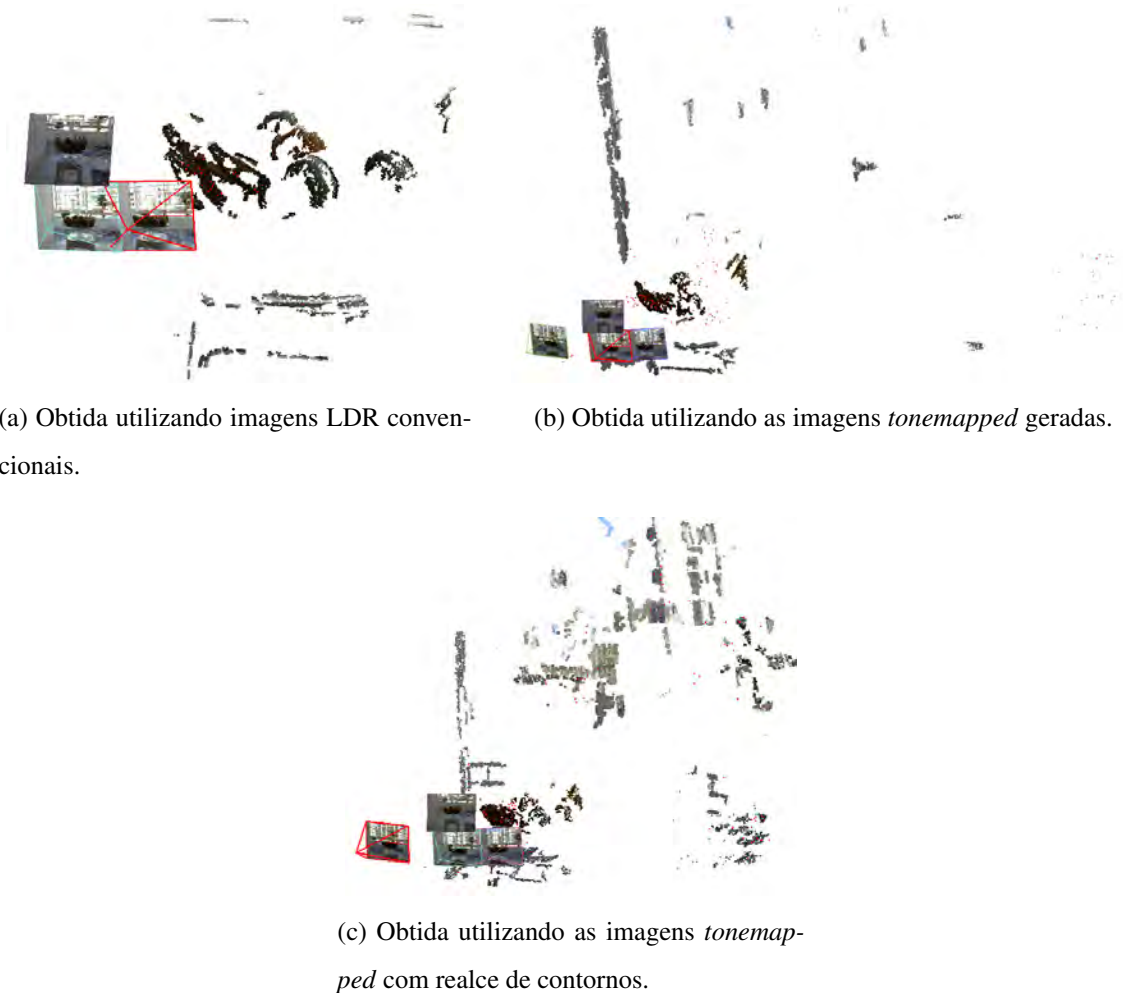 (a) Obtida utilizando imagens LDR conven-
cionais.
(b) Obtida utilizando as imagens tonemapped geradas.
(c) Obtida utilizando as imagens tonemap-
ped com realce de contornos.